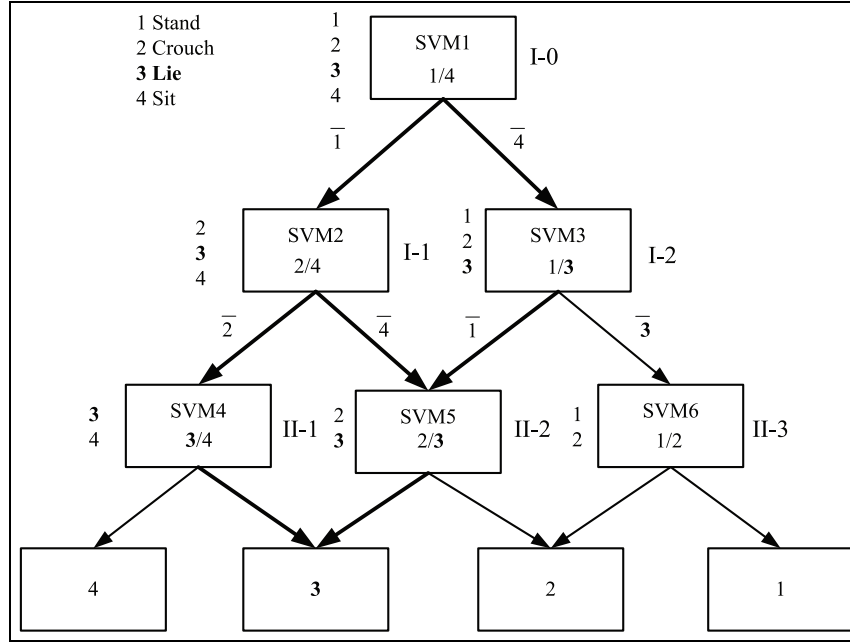 1 Stand
2 Crouch
3 Lie
4 Sit
1
2
3
4
SVM1
1/4
I-0
1̅
4̅
2
3
4
SVM2
2/4
I-1
1
2
3
SVM3
1/3
I-2
2̅
4̅
1̅
3̅
3
4
SVM4
3/4
II-1
2
3
SVM5
2/3
II-2
1
2
SVM6
1/2
II-3
4
3
2
1